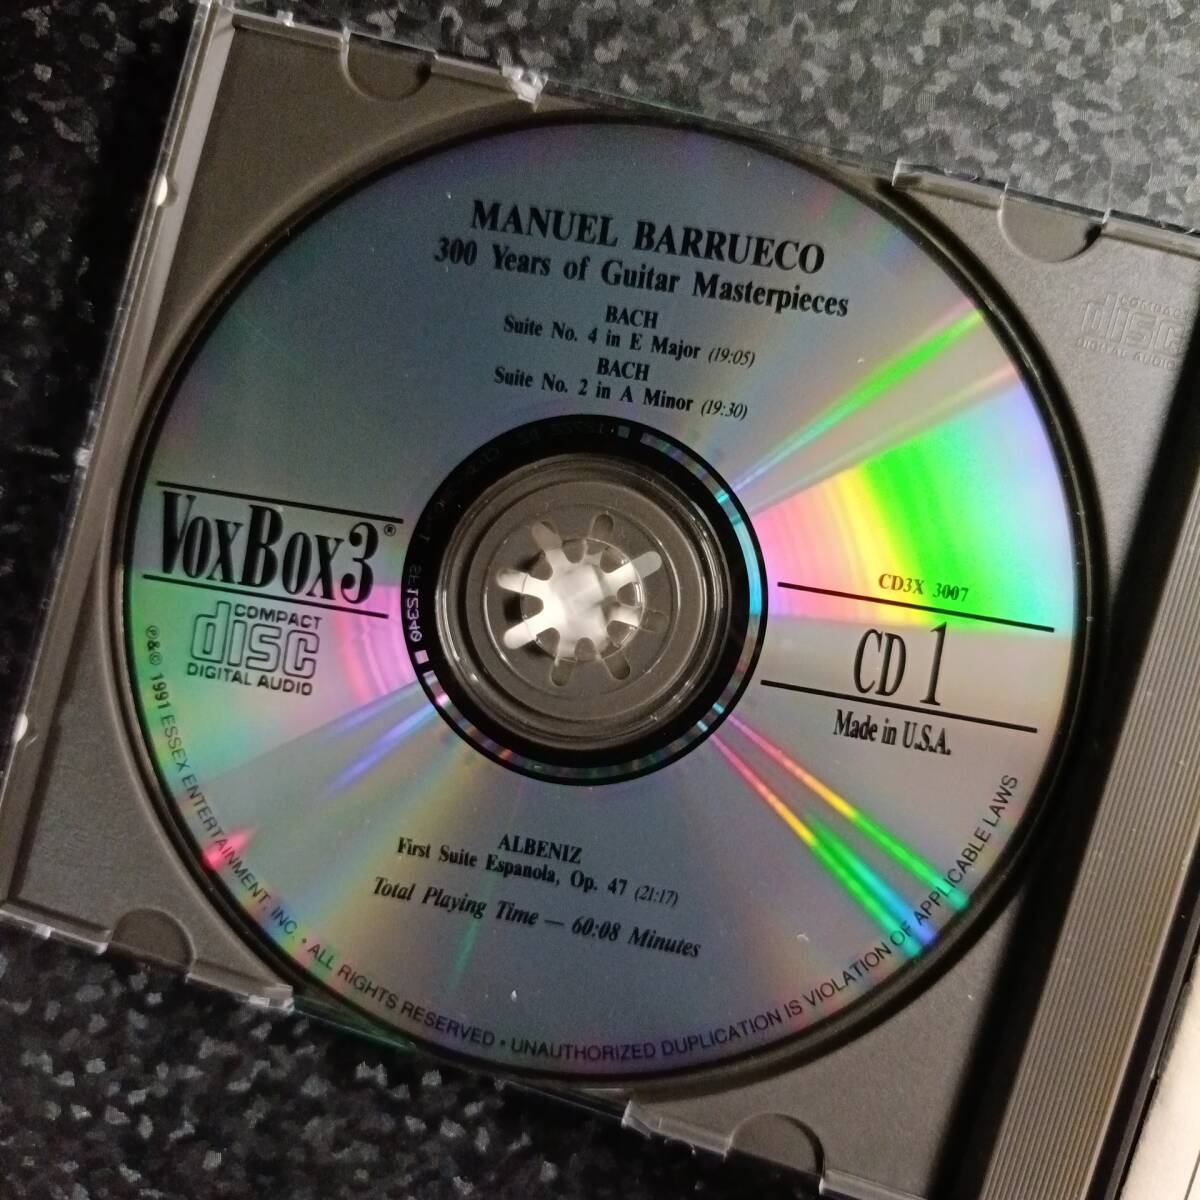 MANUEL BARRUECO
300 Years of Guitar Masterpieces
BACH
Suite No. 4 in E Major (19:05)
BACH
Suite No. 2 in A Minor (19:30)
VOXBOX3®
COMPACT
disc
DIGITAL AUDIO
CD3X 3007
CD 1
Made in U.S.A.
ALBENIZ
First Suite Espanola, Op. 47 (21:17)
Total Playing Time — 60:08 Minutes
℗&© 1991 ESSEX ENTERTAINMENT, INC. • ALL RIGHTS RESERVED • UNAUTHORIZED DUPLICATION IS VIOLATION OF APPLICABLE LAWS
COMPACT
disc
DIGITAL AUDIO